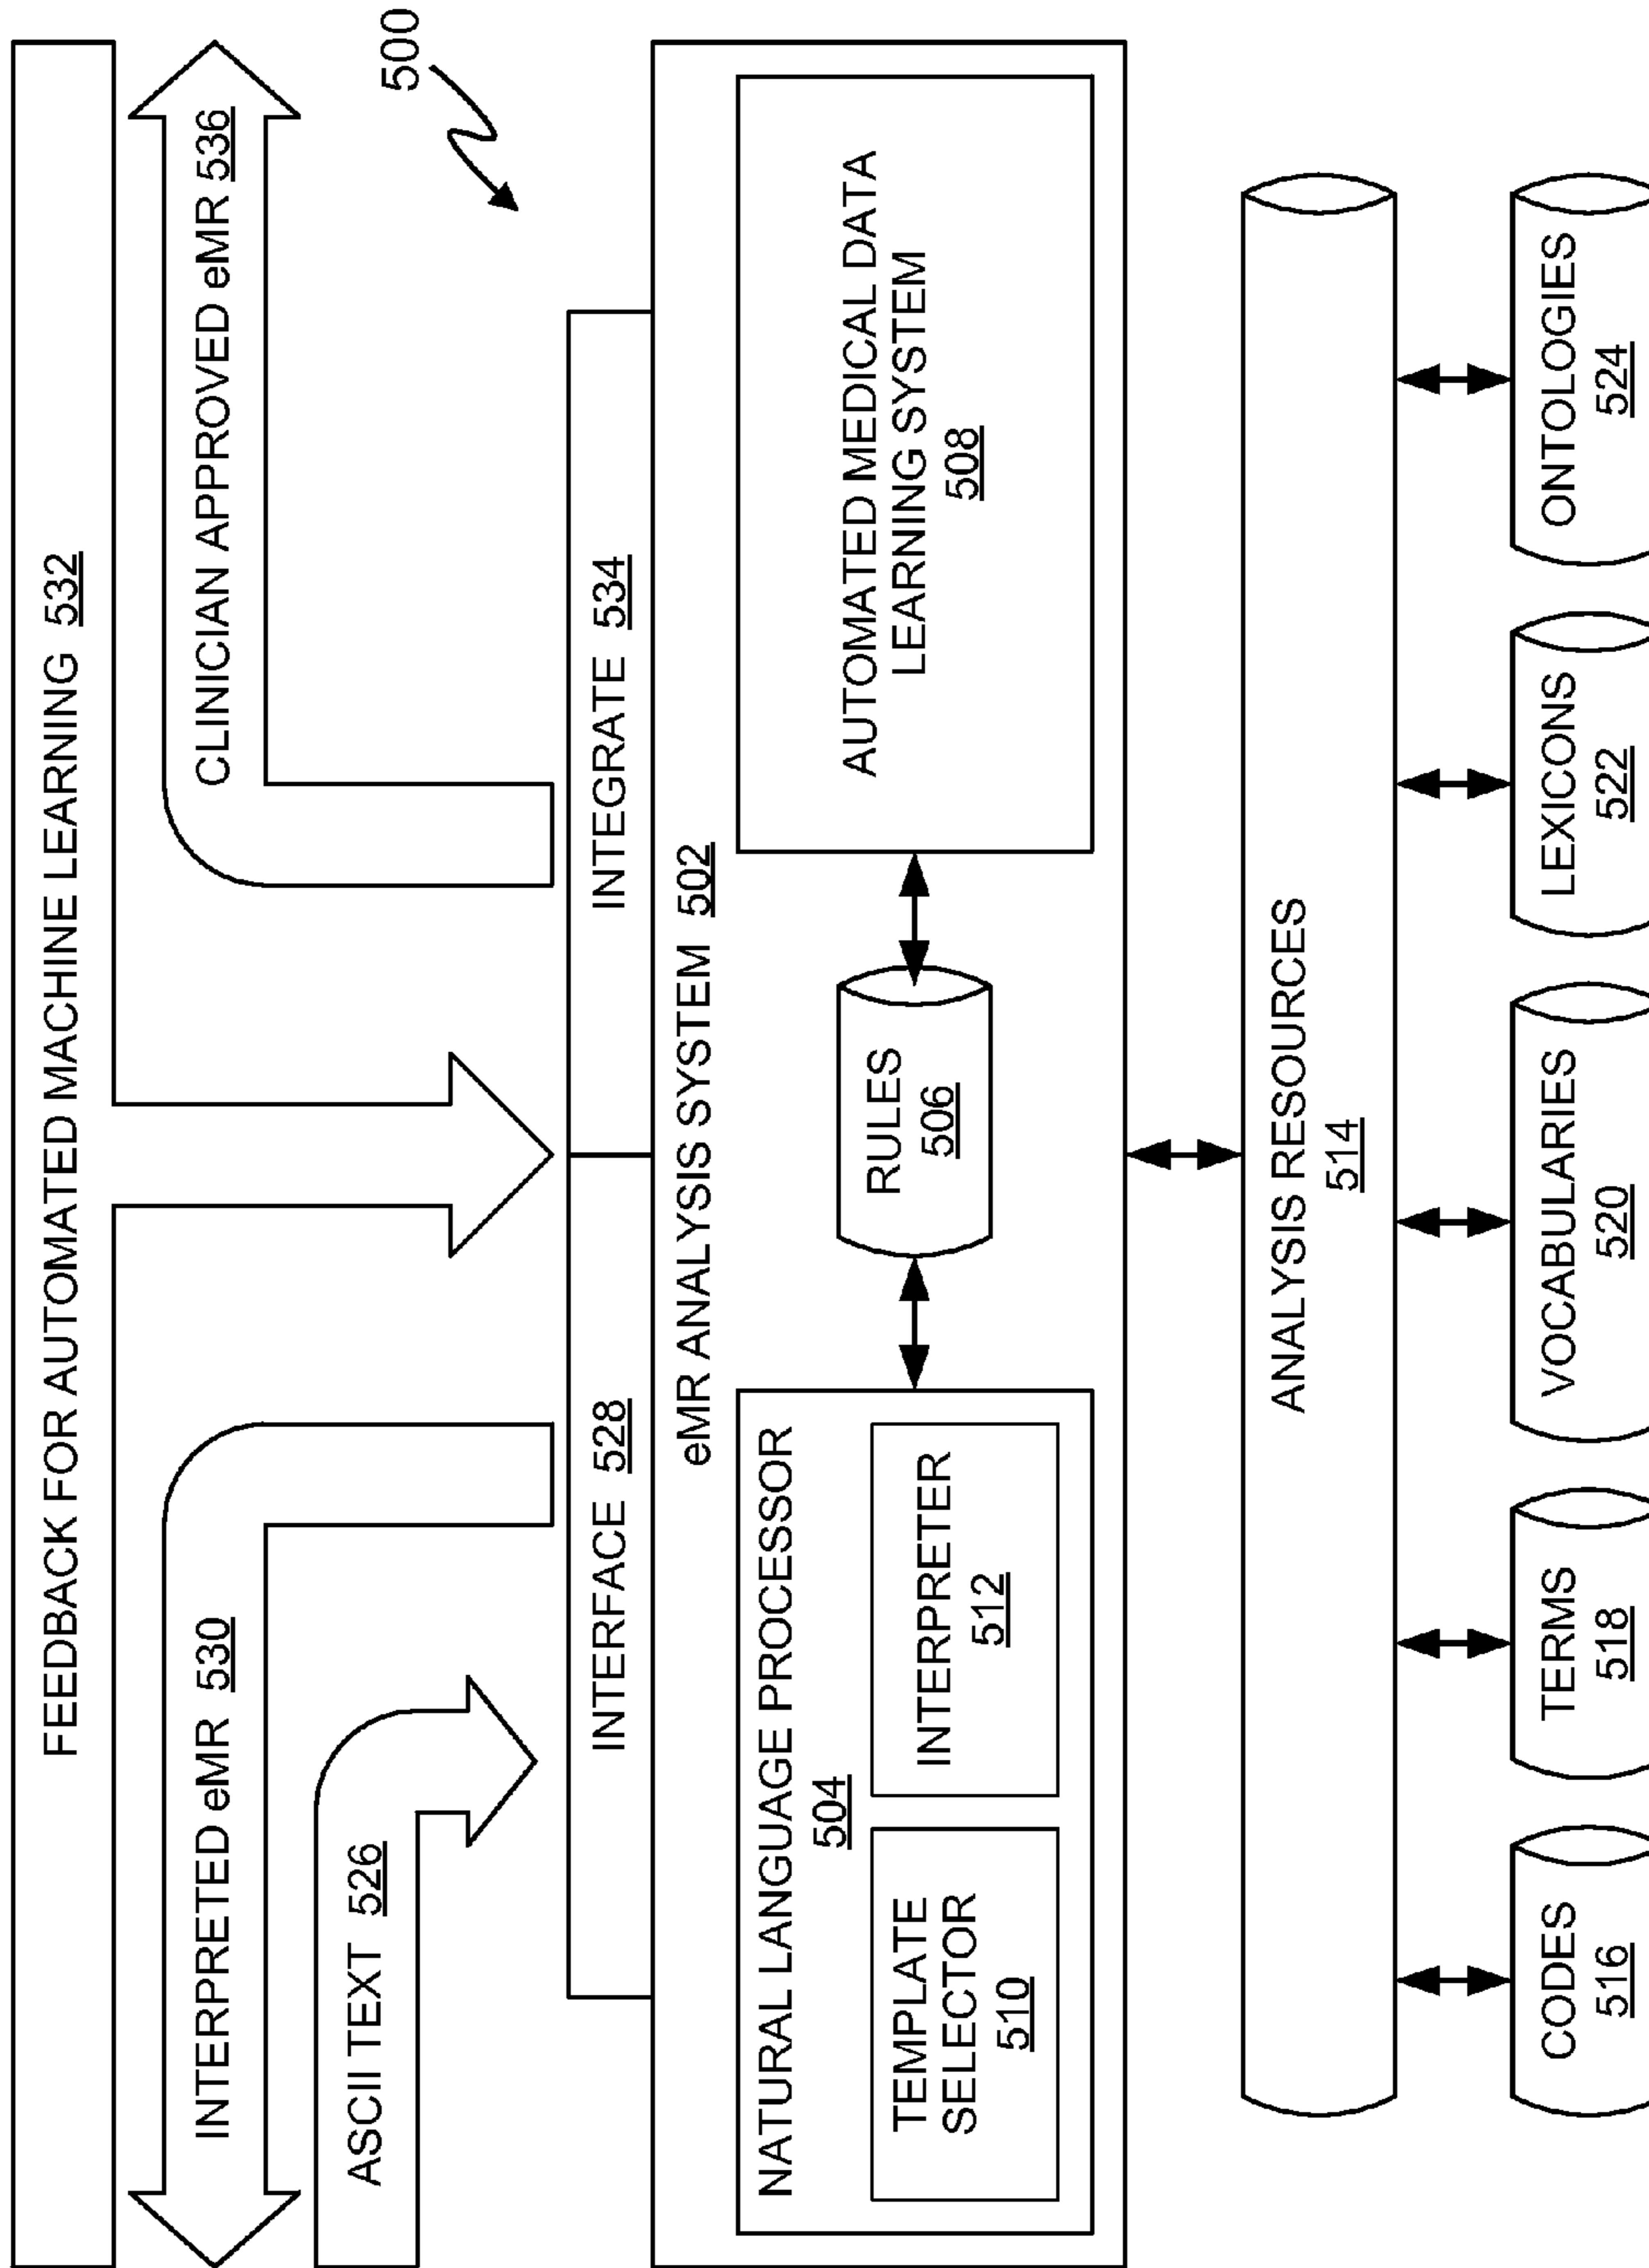 FEEDBACK FOR AUTOMATED MACHINE LEARNING 532
INTERPRETED eMR 530
CLINICIAN APPROVED eMR 536
ASCII TEXT 526
500
INTERFACE 528
INTEGRATE 534
eMR ANALYSIS SYSTEM 502
NATURAL LANGUAGE PROCESSOR
504
TEMPLATE
SELECTOR
510
INTERPRETER
512
RULES
506
AUTOMATED MEDICAL DATA
LEARNING SYSTEM
508
ANALYSIS RESOURCES
514
CODES
516
TERMS
518
VOCABULARIES
520
LEXICONS
522
ONTOLOGIES
524